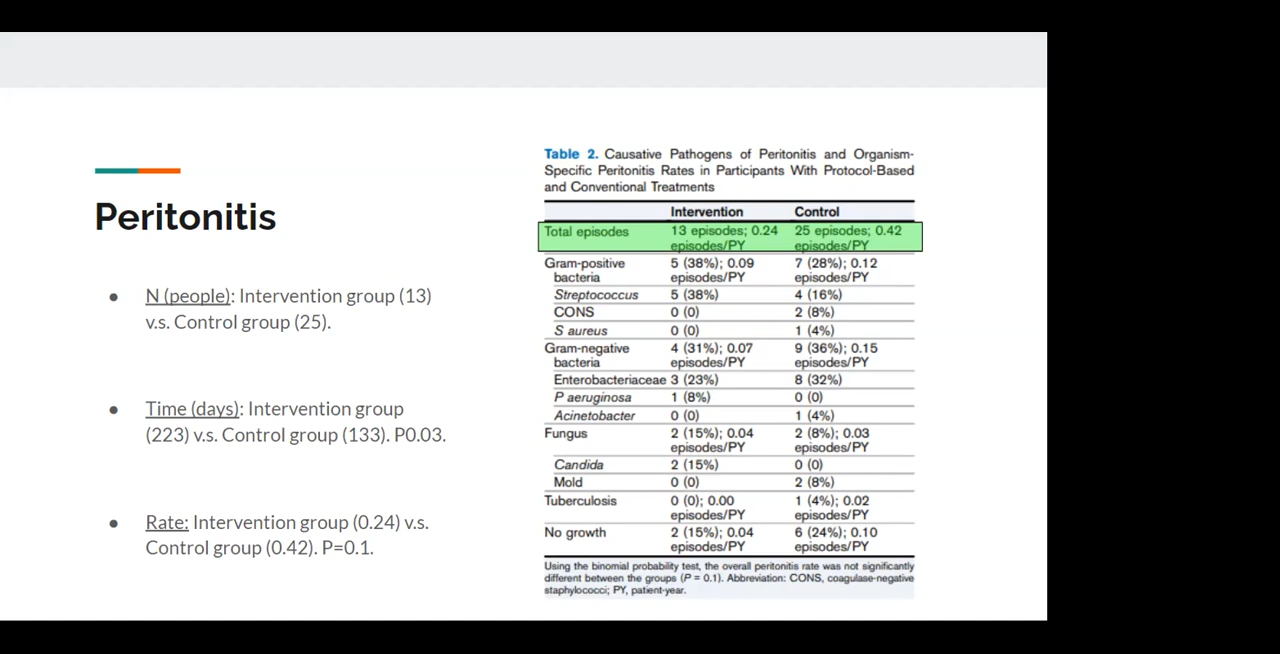 Peritonitis
N (people): Intervention group (13)
v.s. Control group (25).
Time (days): Intervention group
(223) v.s. Control group (133). P0.03.
Rate: Intervention group (0.24) v.s.
Control group (0.42). P=0.1.
Table 2. Causative Pathogens of Peritonitis and Organism-
Specific Peritonitis Rates in Participants With Protocol-Based
and Conventional Treatments
Intervention Control
Total episodes 13 episodes; 0.24 25 episodes; 0.42
episodes/PY episodes/PY
Gram-positive 5 (38%); 0.09 7 (28%); 0.12
bacteria episodes/PY episodes/PY
Streptococcus 5 (38%) 4 (16%)
CONS 0 (0) 2 (8%)
S aureus 0 (0) 1 (4%)
Gram-negative 4 (31%); 0.07 9 (36%); 0.15
bacteria episodes/PY episodes/PY
Enterobacteriaceae 3 (23%) 8 (32%)
P aeruginosa 1 (8%) 0 (0)
Acinetobacter 0 (0) 1 (4%)
Fungus 2 (15%); 0.04 2 (8%); 0.03
episodes/PY episodes/PY
Candida 2 (15%) 0 (0)
Mold 0 (0) 2 (8%)
Tuberculosis 0 (0); 0.00 1 (4%); 0.02
episodes/PY episodes/PY
No growth 2 (15%); 0.04 6 (24%); 0.10
episodes/PY episodes/PY
Using the binomial probability test, the overall peritonitis rate was not significantly
different between the groups (P = 0.1). Abbreviation: CONS, coagulase-negative
staphylococci; PY, patient-year.